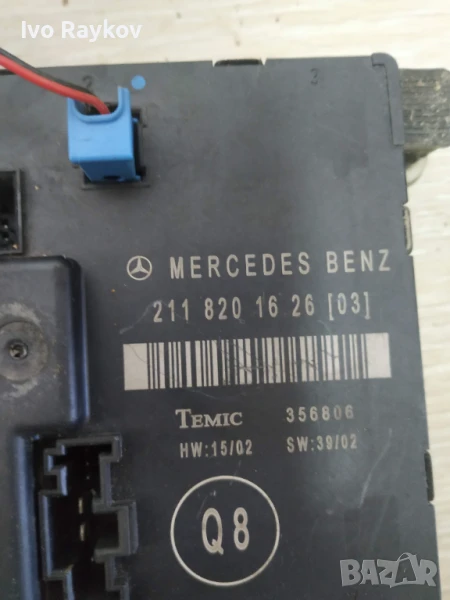 Ivo Raykov
2
3
MERCEDES BENZ
211 820 16 26 [03]
TEMIC 356806
HW:15/02 SW:39/02
Q8
BAZAR